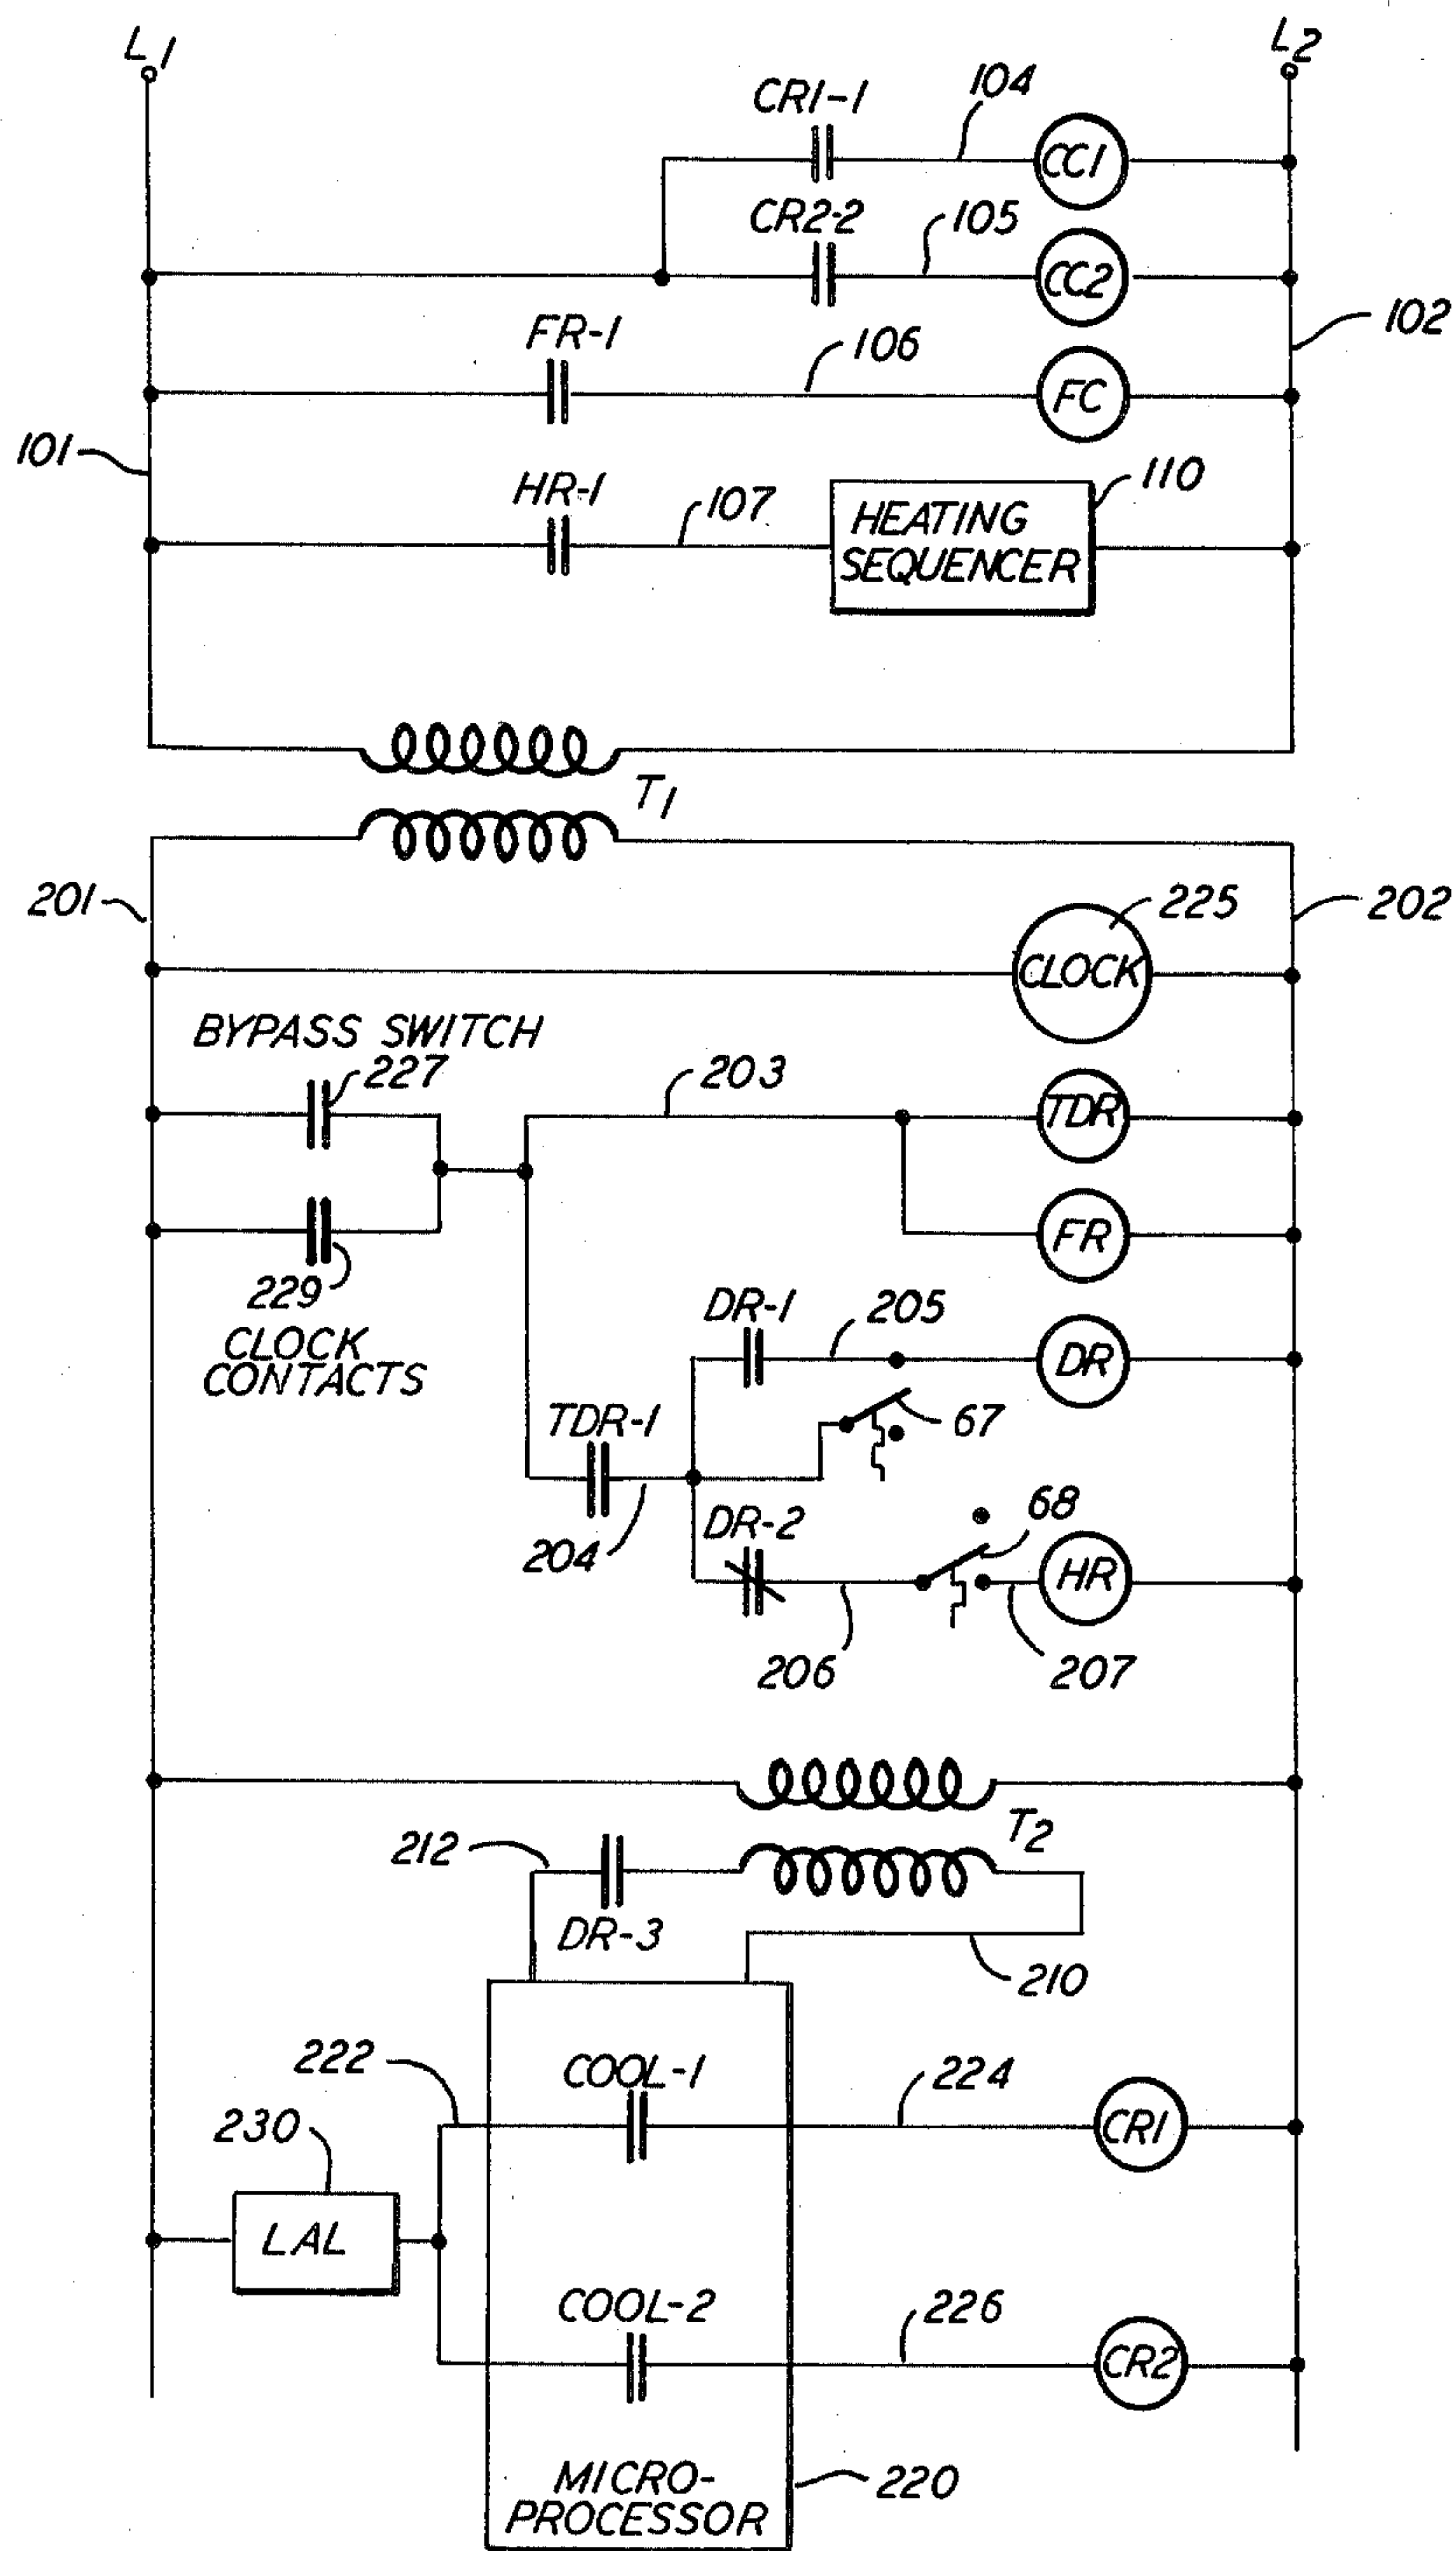 L1
L2
CR1-1
104
CC1
CR2-2
105
CC2
102
FR-1
106
FC
101
HR-1
107
HEATING
SEQUENCER
110
T1
201
225
202
CLOCK
BYPASS SWITCH
227
203
TDR
FR
229
CLOCK
CONTACTS
DR-1
205
DR
TDR-1
67
204
DR-2
68
HR
206
207
T2
212
DR-3
210
222
COOL-1
224
CR1
230
LAL
COOL-2
226
CR2
MICRO-
PROCESSOR
220